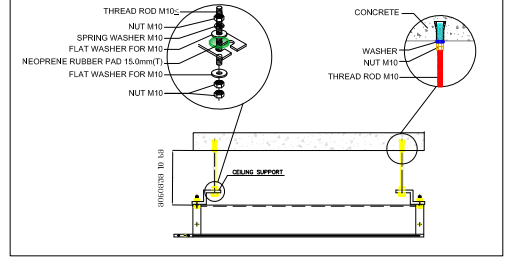 THREAD ROD M10
NUT M10
SPRING WASHER M10
FLAT WASHER FOR M10
NEOPRENE RUBBER PAD 15.0mm(T)
FLAT WASHER FOR M10
NUT M10
CONCRETE
WASHER
NUT M10
THREAD ROD M10
CEILING SUPPORT